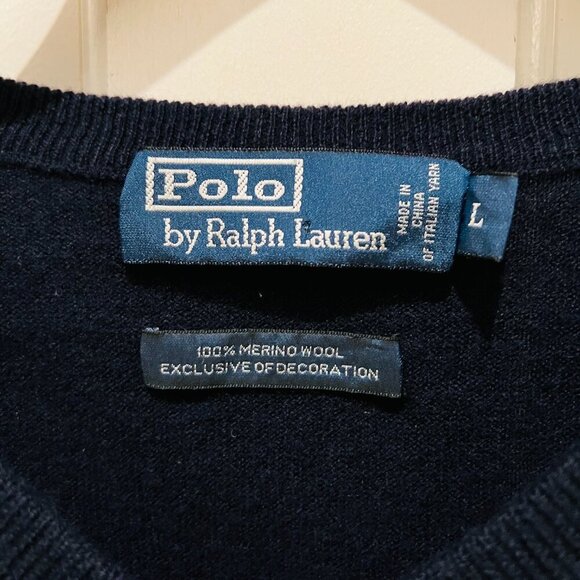 Polo
by Ralph Lauren
MADE IN
CHINA
OF ITALIAN YARN
L
100% MERINO WOOL
EXCLUSIVE OF DECORATION